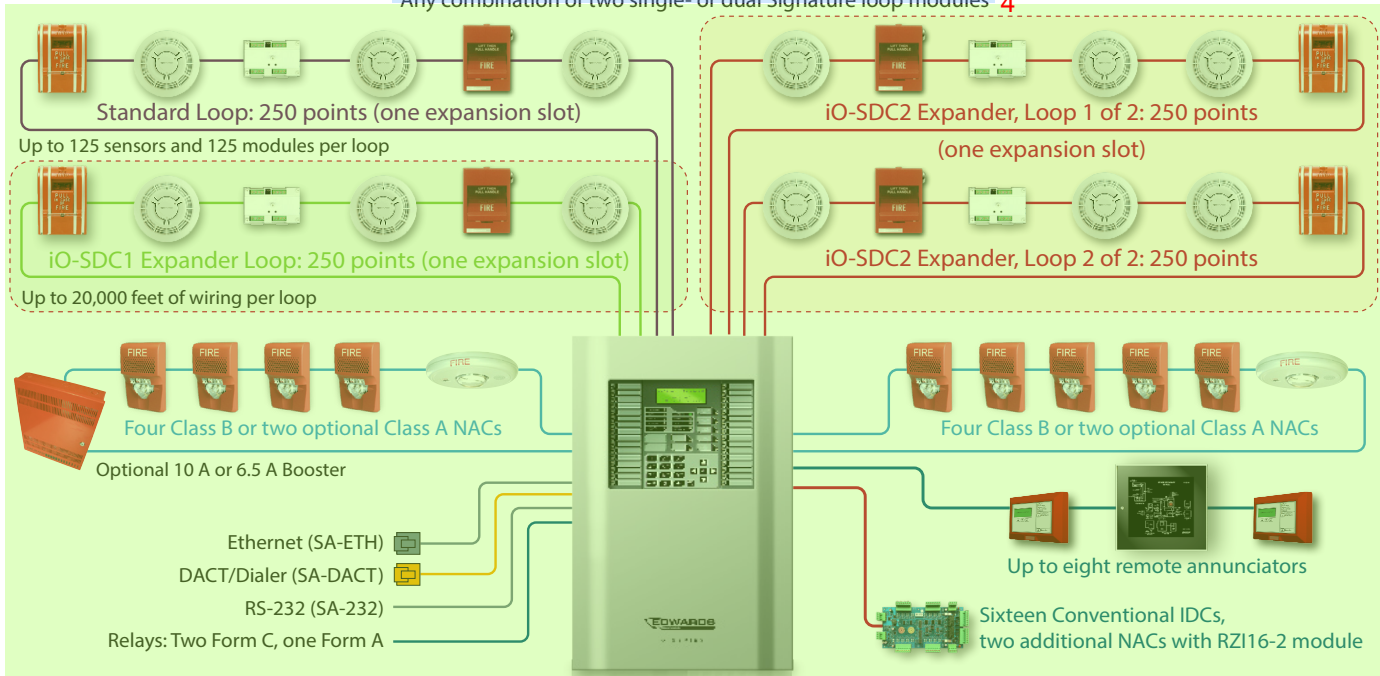 Any combination of two single- or dual Signature loop modules 4
Standard Loop: 250 points (one expansion slot)
Up to 125 sensors and 125 modules per loop
iO-SDC2 Expander, Loop 1 of 2: 250 points
(one expansion slot)
iO-SDC1 Expander Loop: 250 points (one expansion slot)
Up to 20,000 feet of wiring per loop
iO-SDC2 Expander, Loop 2 of 2: 250 points
FIRE FIRE FIRE FIRE FIRE
Four Class B or two optional Class A NACs
Optional 10 A or 6.5 A Booster
FIRE FIRE FIRE FIRE FIRE FIRE
Four Class B or two optional Class A NACs
Ethernet (SA-ETH)
DACT/Dialer (SA-DACT)
RS-232 (SA-232)
Relays: Two Form C, one Form A
EDWARDS
Up to eight remote annunciators
Sixteen Conventional IDCs,
two additional NACs with RZI16-2 module